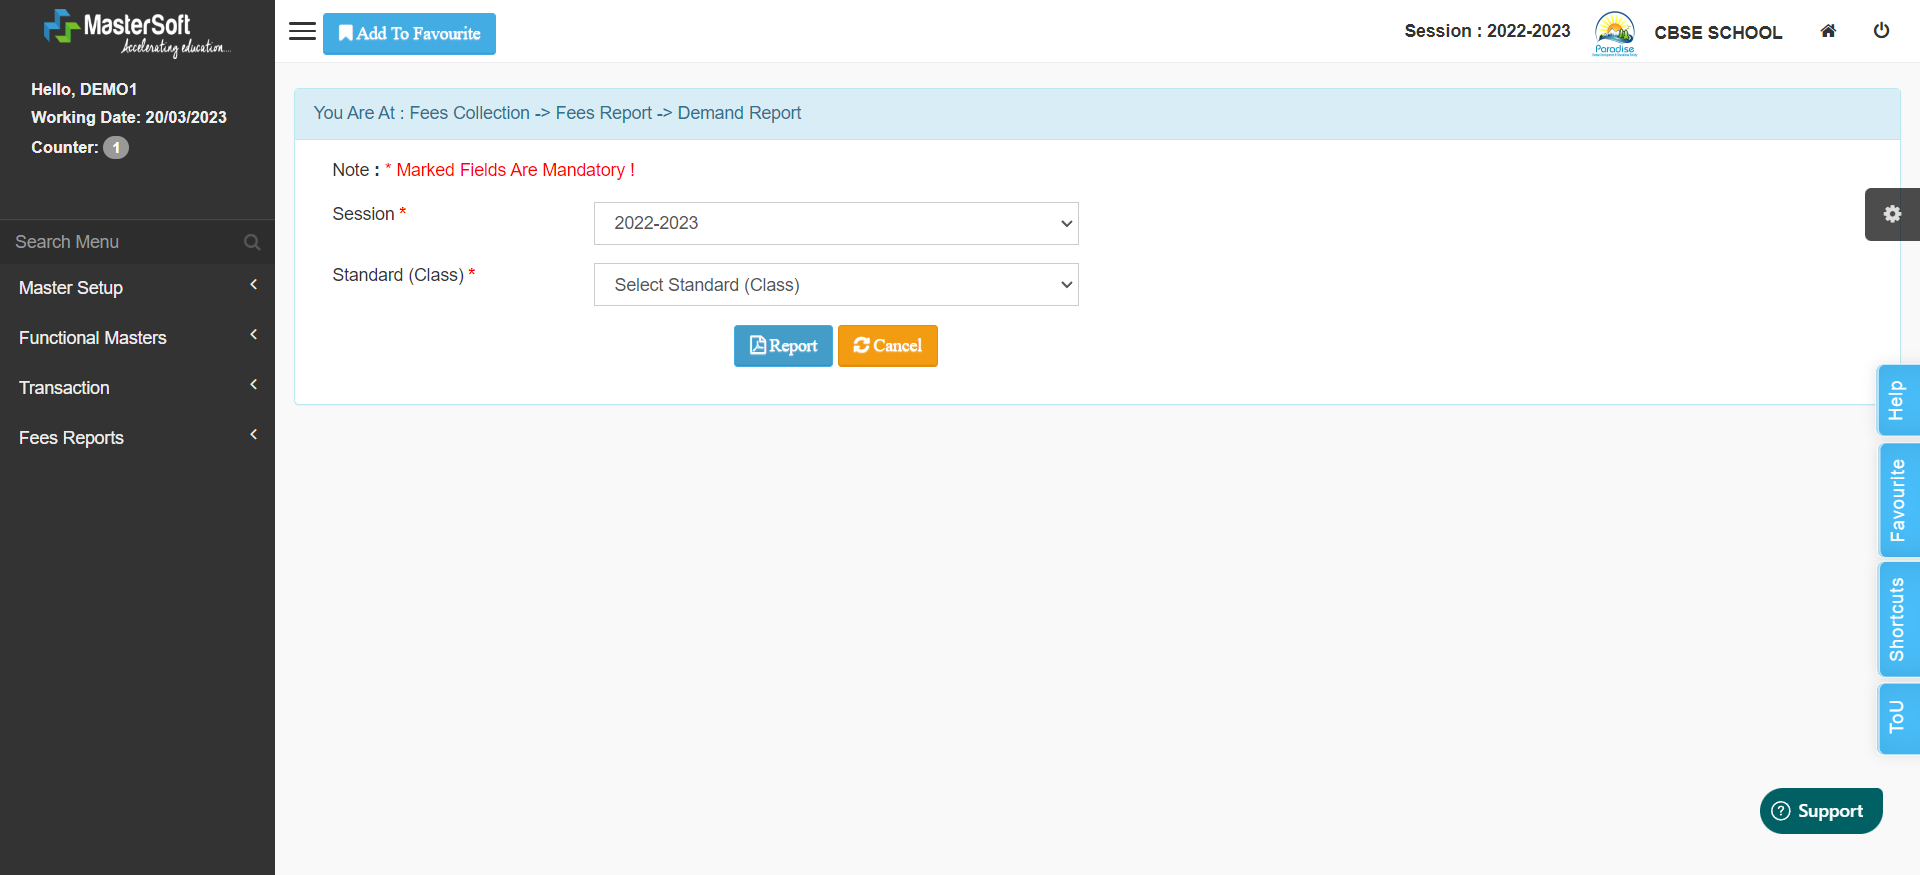 MasterSoft
Accelerating education....
Hello, DEMO1
Working Date: 20/03/2023
Counter: 1
Search Menu
Master Setup
Functional Masters
Transaction
Fees Reports
Add To Favourite
Session : 2022-2023
Paradise
CBSE SCHOOL
You Are At : Fees Collection -> Fees Report -> Demand Report
Note : * Marked Fields Are Mandatory !
Session *
2022-2023
Standard (Class) *
Select Standard (Class)
Report
Cancel
Help
Favourite
Shortcuts
ToU
? Support